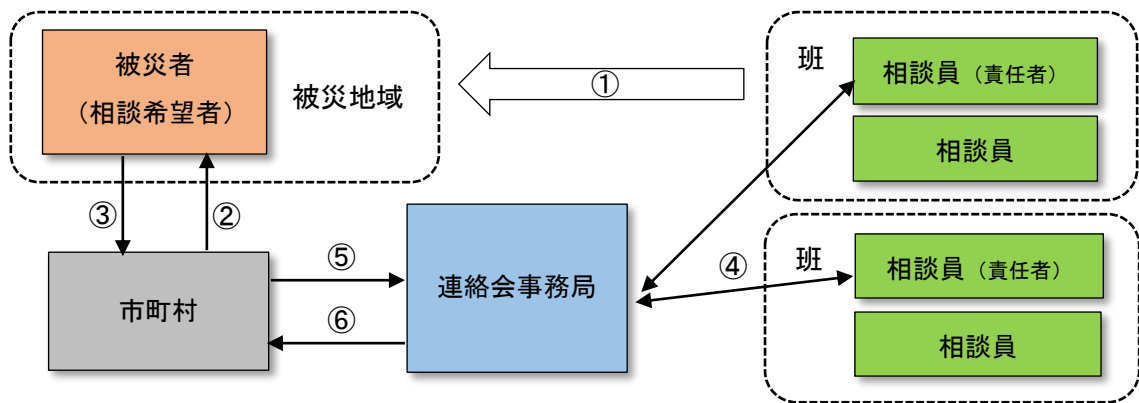 被災者
(相談希望者)
被災地域
①
班
相談員(責任者)
相談員
③
②
市町村
⑤
⑥
連絡会事務局
④
班
相談員(責任者)
相談員